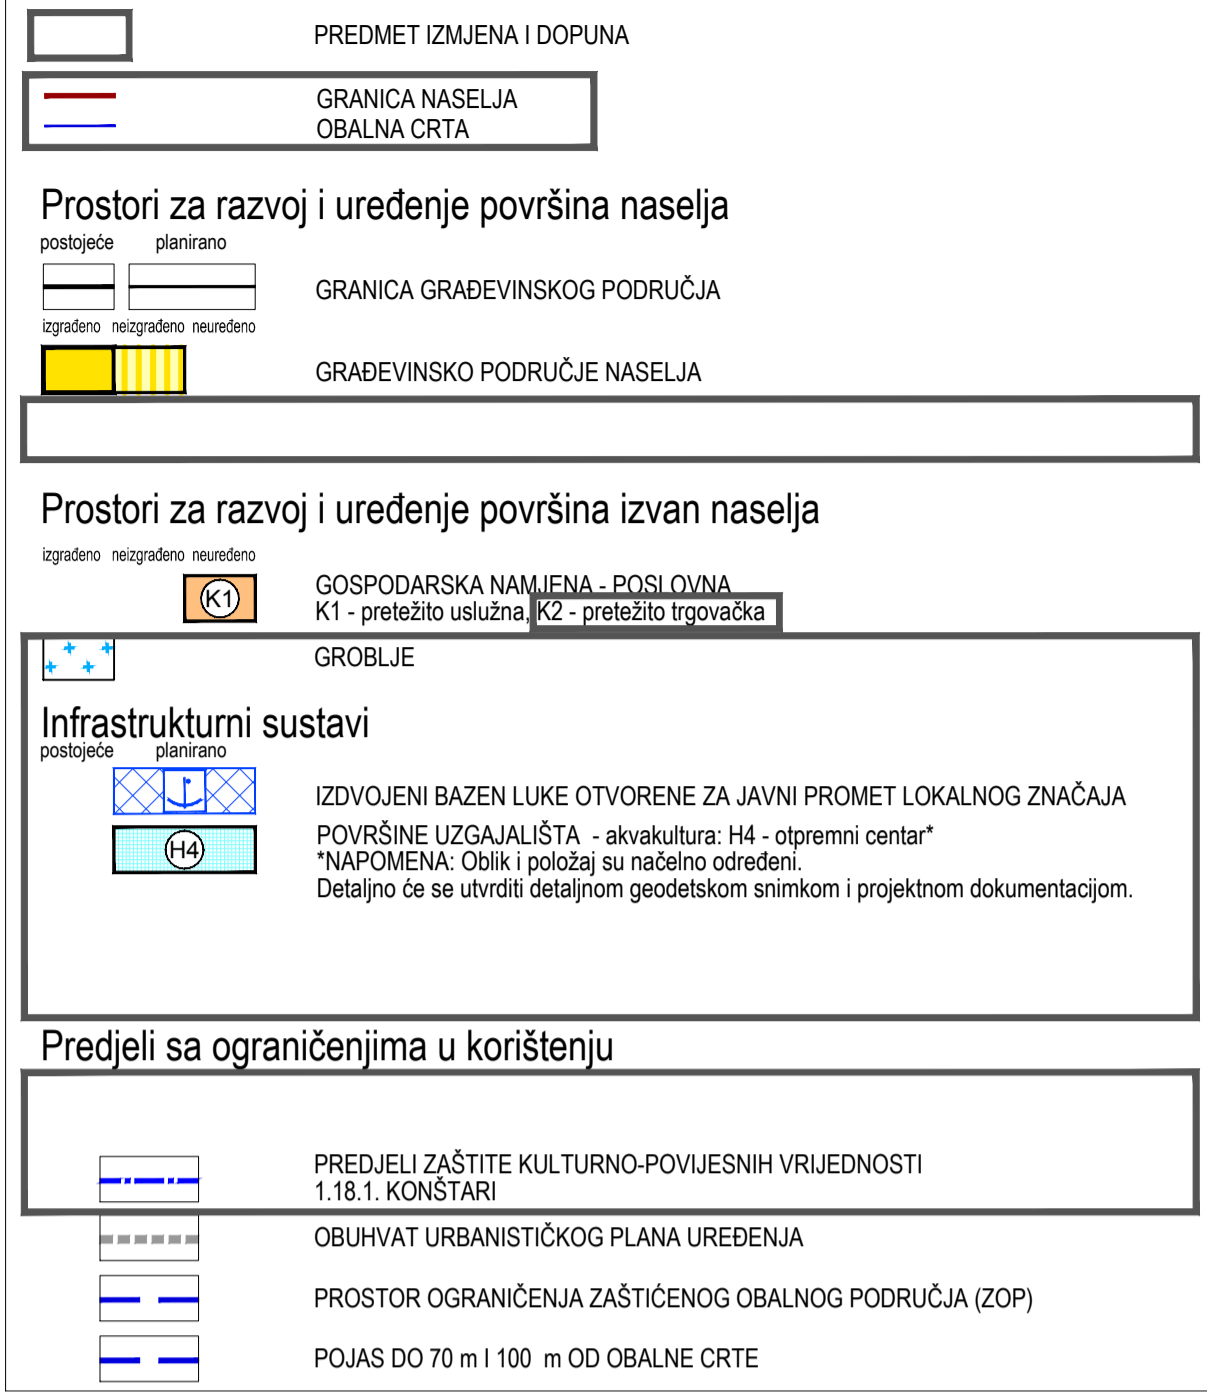 PREDMET IZMJENA I DOPUNA
GRANICA NASELJA
OBALNA CRTA
Prostori za razvoj i uređenje površina naselja
postojeće planirano
GRANICA GRAĐEVINSKOG PODRUČJA
izgrađeno neizgrađeno neuređeno
GRAĐEVINSKO PODRUČJE NASELJA
Prostori za razvoj i uređenje površina izvan naselja
izgrađeno neizgrađeno neuređeno
GOSPODARSKA NAMJENA - POSLOVNA
K1
K1 - pretežito uslužna, K2 - pretežito trgovačka
GROBLJE
Infrastrukturni sustavi
postojeće planirano
IZDVOJENI BAZEN LUKE OTVORENE ZA JAVNI PROMET LOKALNOG ZNAČAJA
H4
POVRŠINE UZGAJALIŠTA - akvakultura: H4 - otpremni centar*
*NAPOMENA: Oblik i položaj su načelno određeni.
Detaljno će se utvrditi detaljnom geodetskom snimkom i projektnom dokumentacijom.
Predjeli sa ograničenjima u korištenju
PREDJELI ZAŠTITE KULTURNO-POVIJESNIH VRIJEDNOSTI
1.18.1. KONŠTARI
OBUHVAT URBANISTIČKOG PLANA UREĐENJA
PROSTOR OGRANIČENJA ZAŠTIĆENOG OBALNOG PODRUČJA (ZOP)
POJAS DO 70 m I 100 m OD OBALNE CRTE